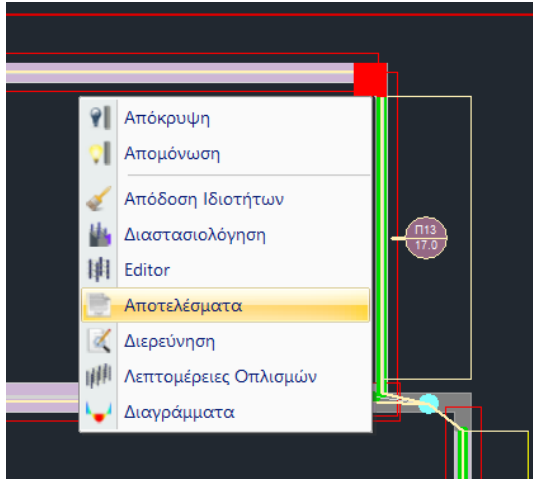 Απόκρυψη
Απομόνωση
Απόδοση Ιδιοτήτων
Διαστασιολόγηση
Editor
Αποτελέσματα
Διερεύνηση
Λεπτομέρειες Οπλισμών
Διαγράμματα
Π13
17.0